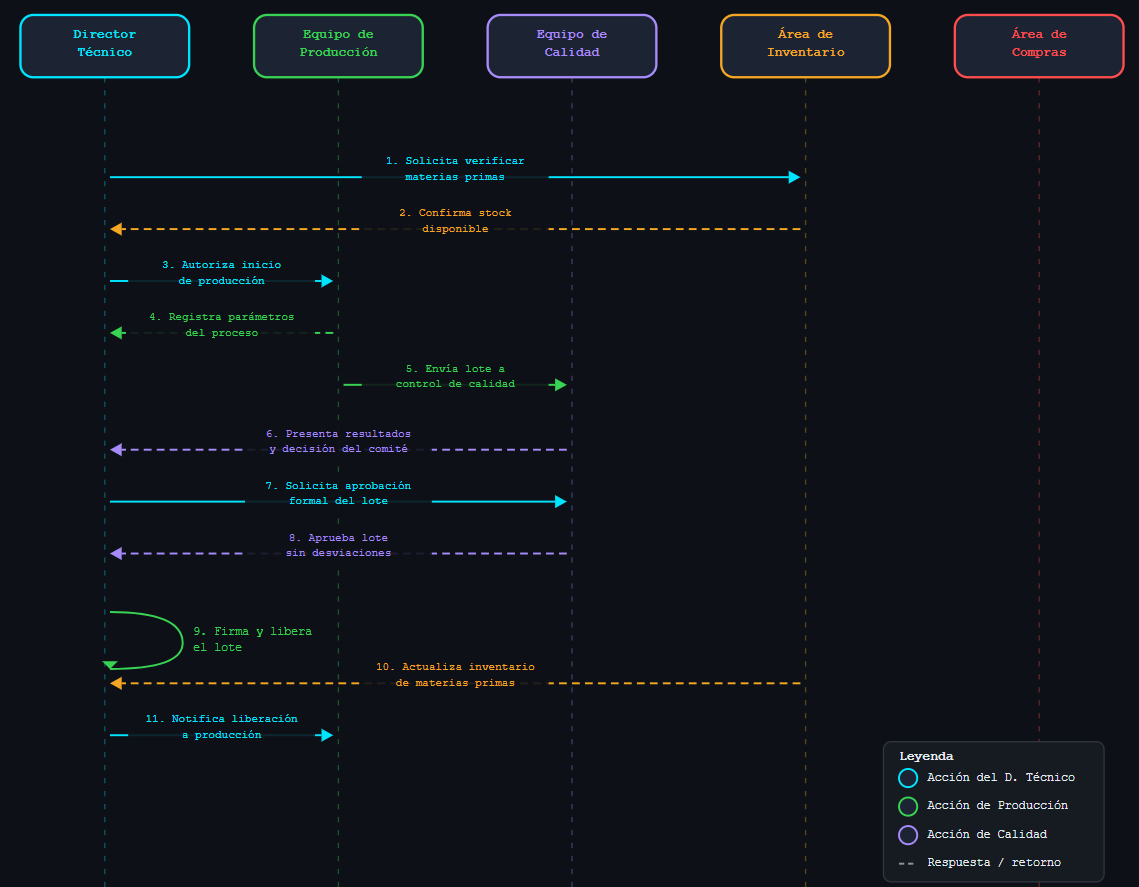 Director
Técnico
Equipo de
Producción
Equipo de
Calidad
Área de
Inventario
Área de
Compras
1. Solicita verificar
materias primas
2. Confirma stock
disponible
3. Autoriza inicio
de producción
4. Registra parámetros
del proceso
5. Envía lote a
control de calidad
6. Presenta resultados
y decisión del comité
7. Solicita aprobación
formal del lote
8. Aprueba lote
sin desviaciones
9. Firma y libera
el lote
10. Actualiza inventario
de materias primas
11. Notifica liberación
a producción
Leyenda
Acción del D. Técnico
Acción de Producción
Acción de Calidad
Respuesta / retorno